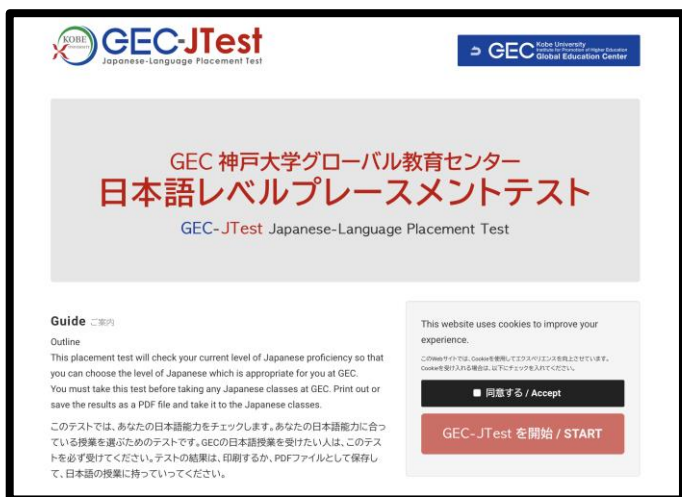 KOBE
UNIVERSITY
GEC-JTest
Japanese-Language Placement Test
GEC
Kobe University
Institute for Promotion of Higher Education
Global Education Center
GEC 神戸大学グローバル教育センター
日本語レベルプレースメントテスト
GEC-JTest Japanese-Language Placement Test
Guide ご案内
Outline
This placement test will check your current level of Japanese proficiency so that
you can choose the level of Japanese which is appropriate for you at GEC.
You must take this test before taking any Japanese classes at GEC. Print out or
save the results as a PDF file and take it to the Japanese classes.
このテストでは、あなたの日本語能力をチェックします。あなたの日本語能力に合っ
ている授業を選ぶためのテストです。GECの日本語授業を受けたい人は、このテス
トを必ず受けてください。テストの結果は、印刷するか、PDFファイルとして保存し
て、日本語の授業に持っていってください。
This website uses cookies to improve your
experience.
このWebサイトでは、Cookieを使用してエクスペリエンスを向上させています。
Cookieを受け入れる場合は、以下にチェックを入れてください。
同意する / Accept
GEC-JTest を開始 / START